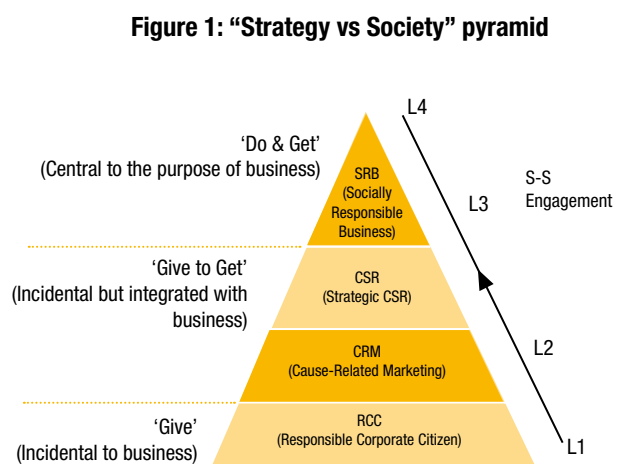 Figure 1: “Strategy vs Society” pyramid
L4
‘Do & Get’
(Central to the purpose of business)
SRB
(Socially
Responsible
Business)
S-S
Engagement
L3
‘Give to Get’
(Incidental but integrated with
business)
CSR
(Strategic CSR)
CRM
(Cause-Related Marketing)
L2
‘Give’
(Incidental to business)
RCC
(Responsible Corporate Citizen)
L1